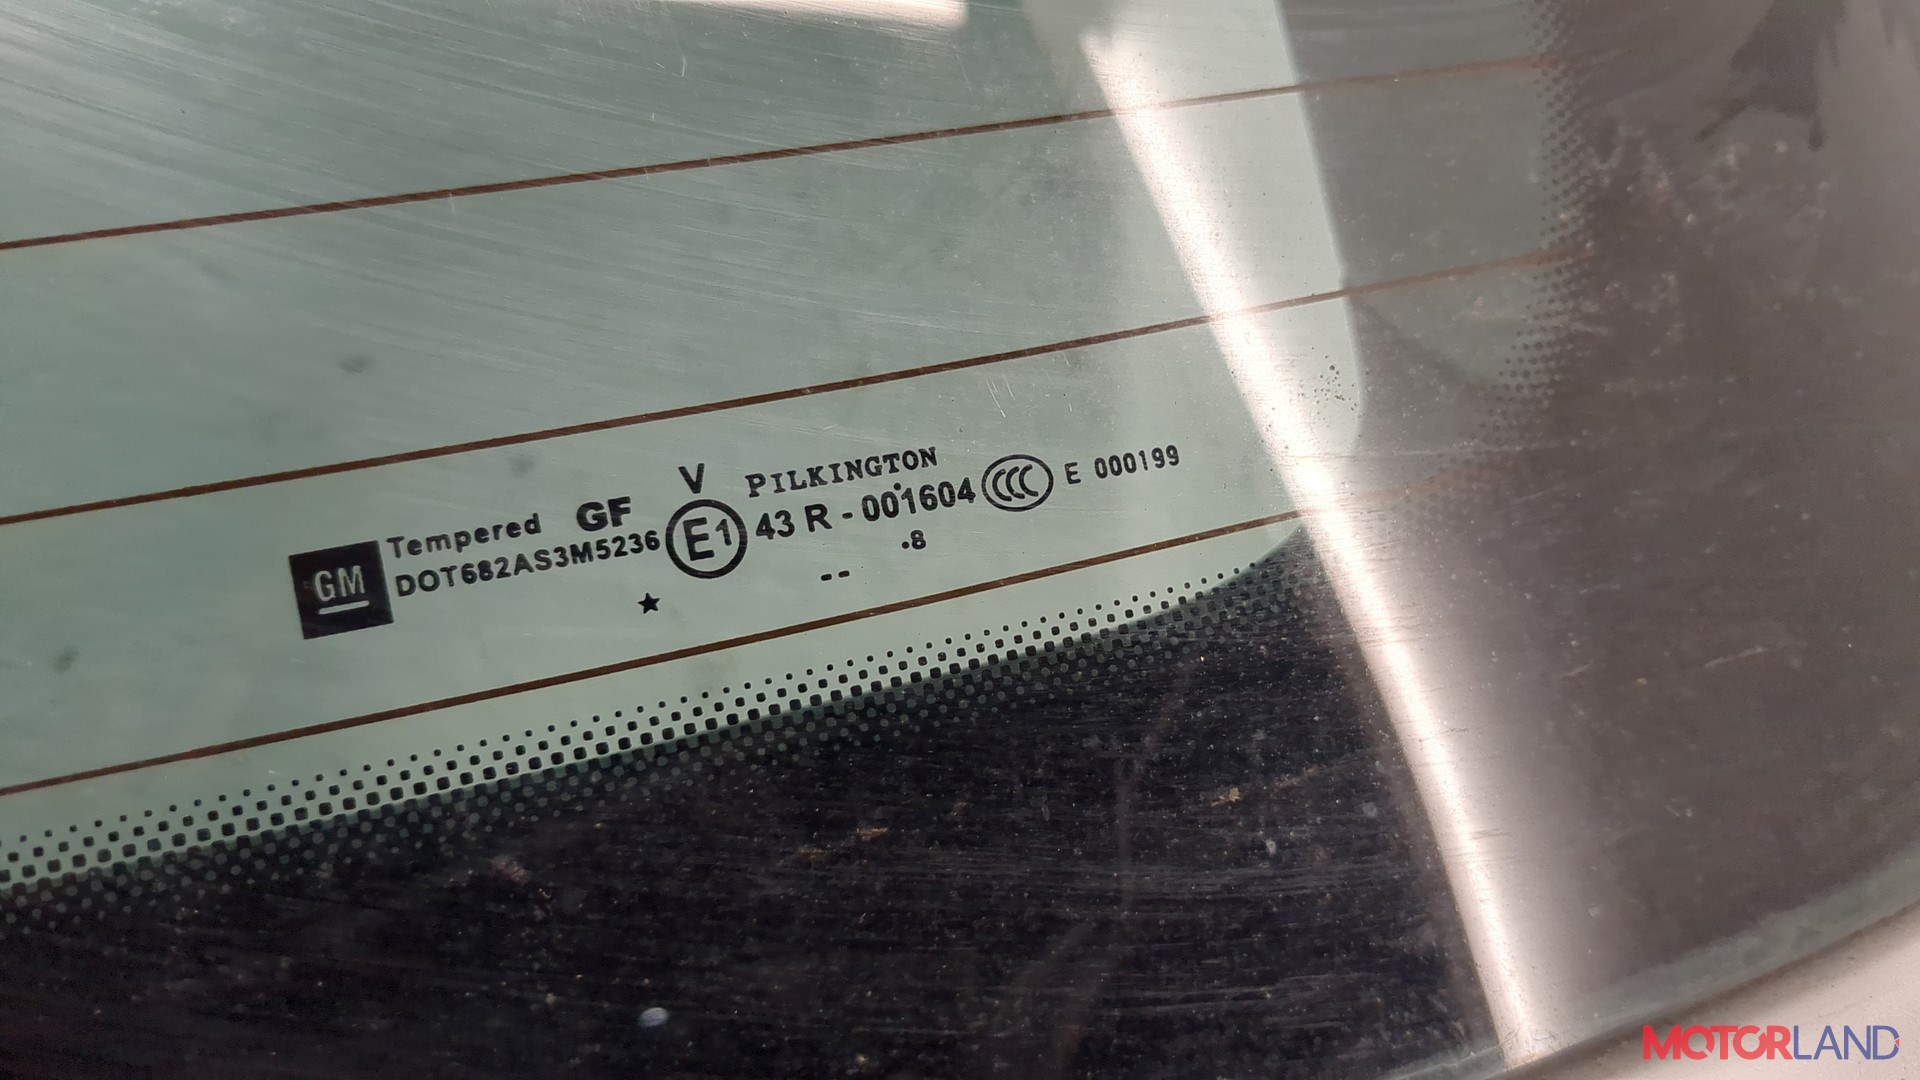 GM
Tempered GF V PILKINGTON
DOT682AS3M5236 E1 43 R - 001604 CCC E 000199
.8
--
MOTORLAND